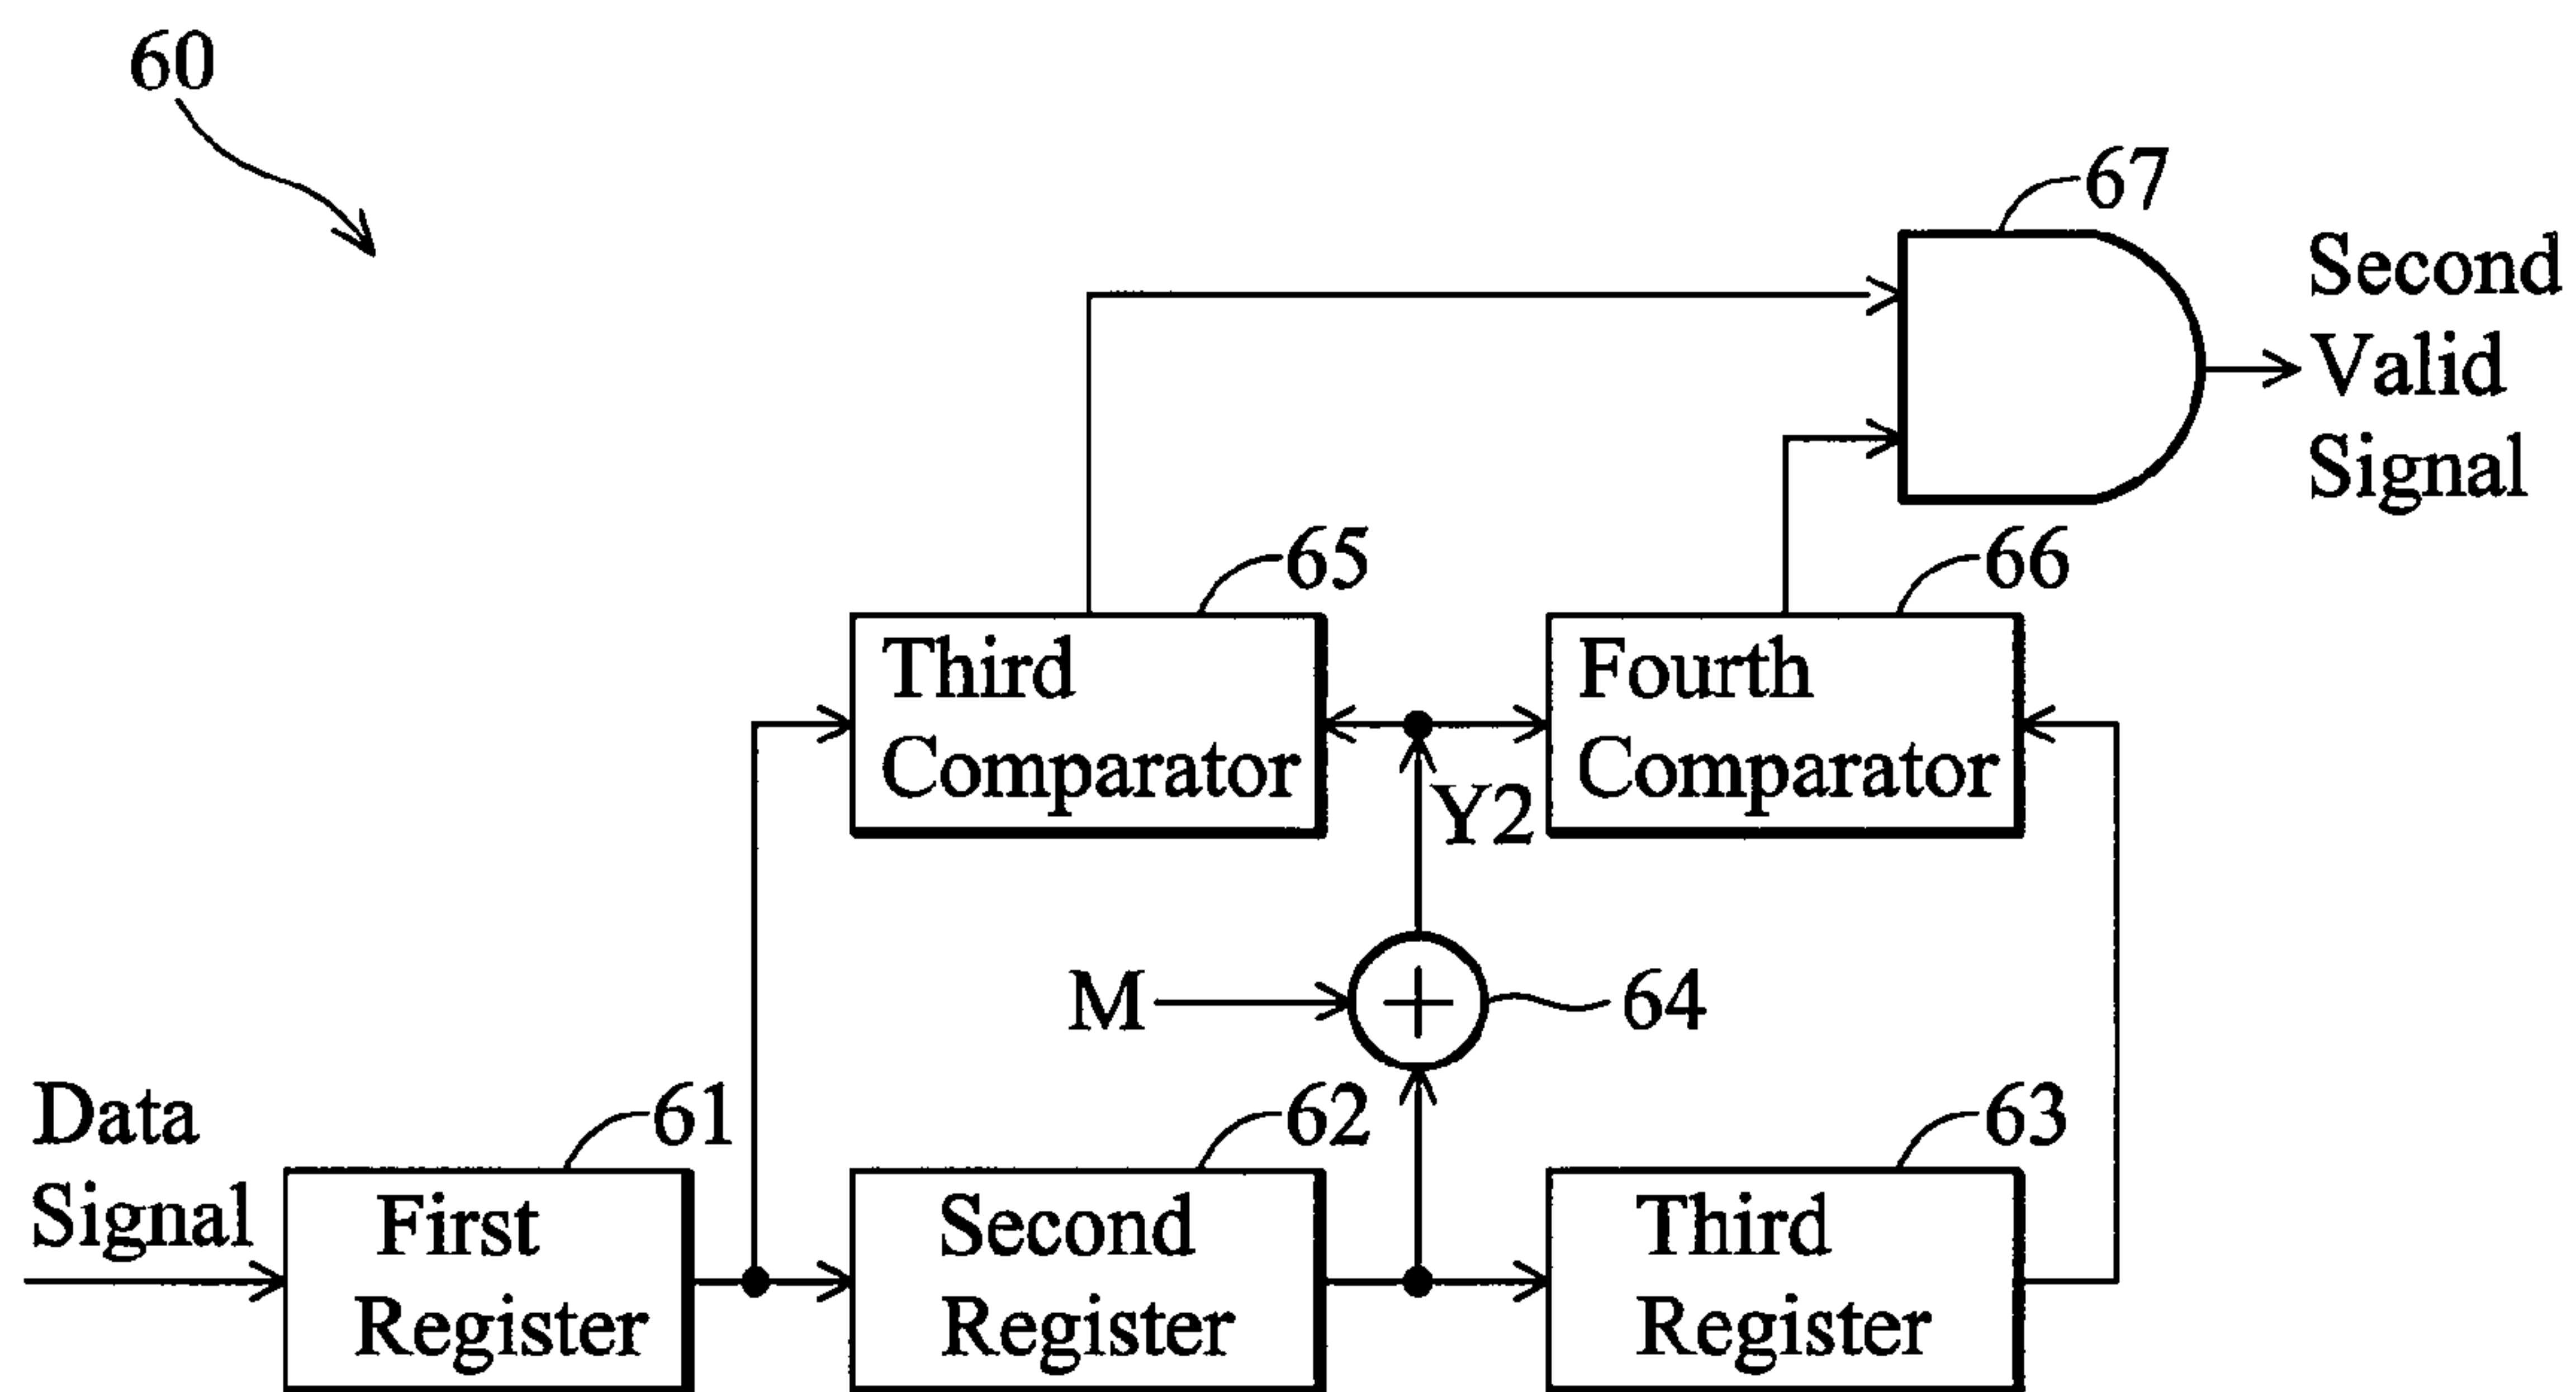 60
67
Second
Valid
Signal
65
66
Third
Comparator
Fourth
Comparator
Y2
M
64
Data
Signal
61
62
63
First
Register
Second
Register
Third
Register